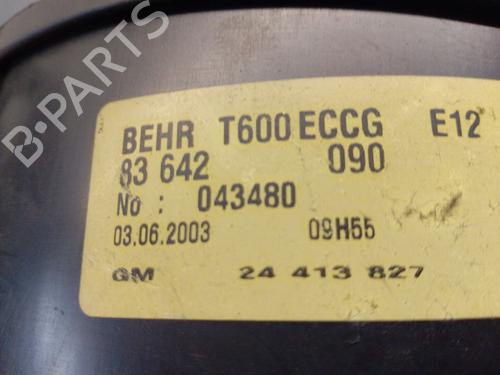 BEHR T600 ECCG E12
83 642 090
No : 043480
03.06.2003 09H55
GM 24 413 827
B-PARTS